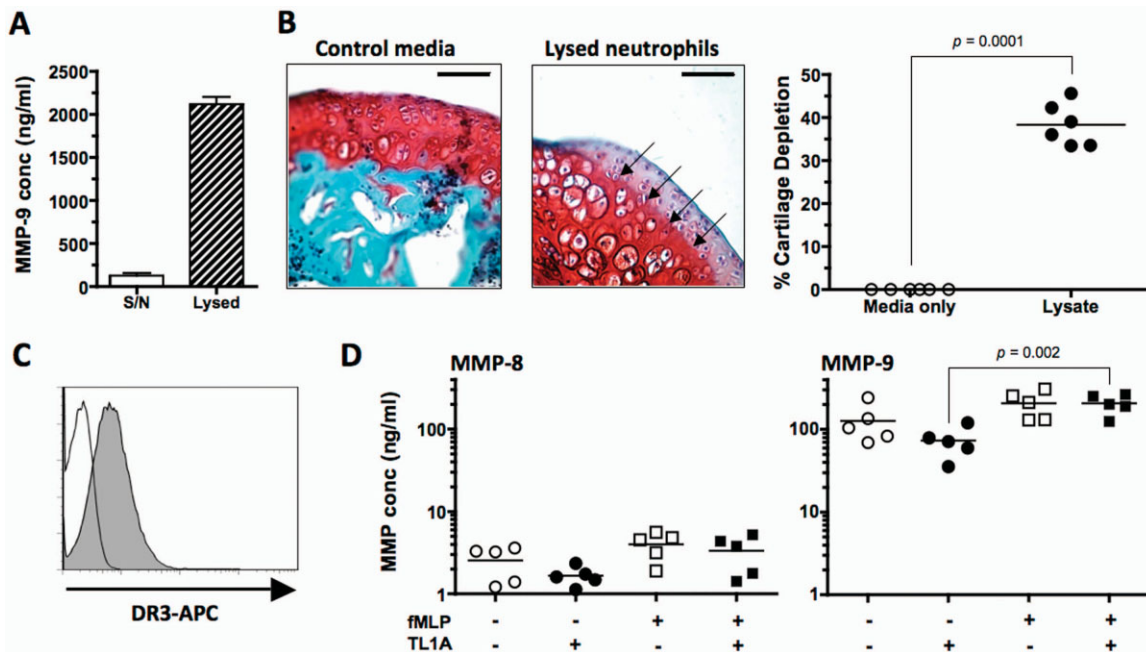 A
MMP-9 conc (ng/ml)
2500
2250
2000
1500
1000
500
0
S/N Lysed
B
Control media Lysed neutrophils
p = 0.0001
% Cartilage Depletion
50
40
30
20
10
0
Media only Lysate
C
DR3-APC
D
MMP-8
MMP conc (ng/ml)
100
10
1
fMLP - - + +
TL1A - + - +
MMP-9
p = 0.002
100
10
1
- - + +
- + - +